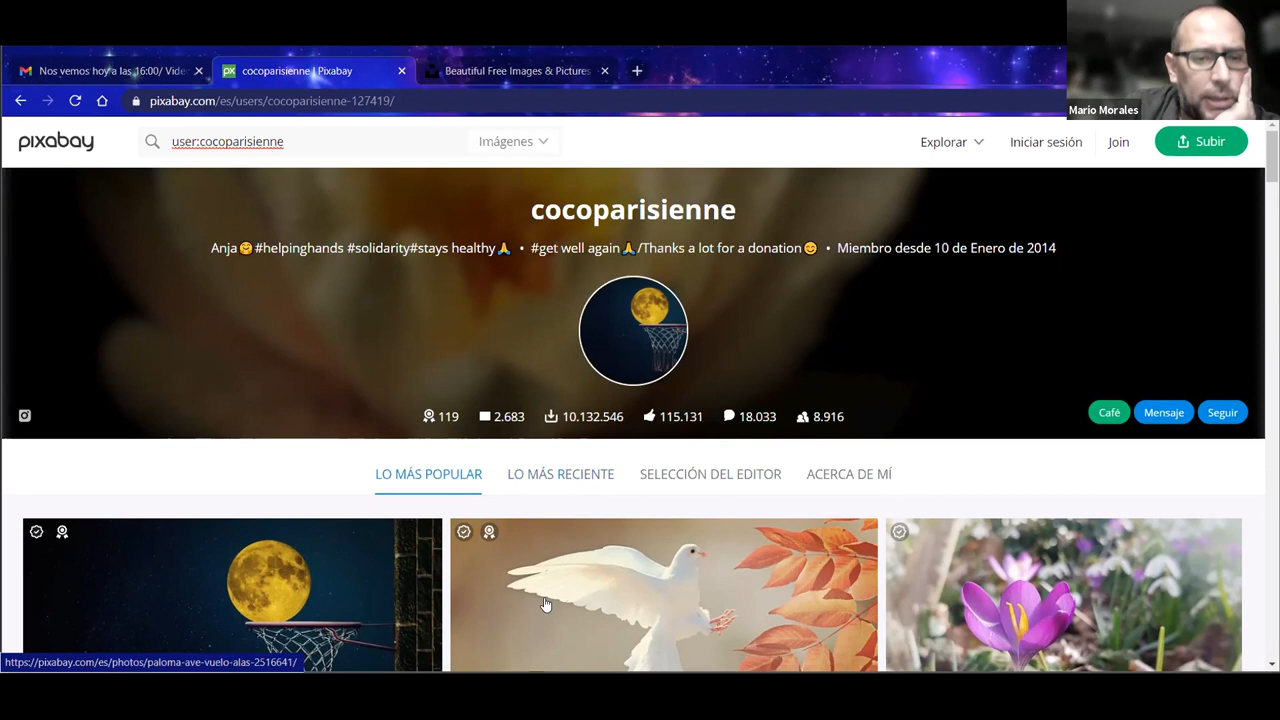 Nos vemos hoy a las 16:00/ Vide
cocoparisienne | Pixabay
Beautiful Free Images & Pictures
Mario Morales
pixabay.com/es/users/cocoparisienne-127419/
pixabay
user:cocoparisienne
Imágenes
Explorar
Iniciar sesión
Join
Subir
cocoparisienne
Anja🤗#helpinghands #solidarity#stays healthy🙏 • #get well again🙏/Thanks a lot for a donation😊 • Miembro desde 10 de Enero de 2014
119 2.683 10.132.546 115.131 18.033 8.916
Café
Mensaje
Seguir
LO MÁS POPULAR
LO MÁS RECIENTE
SELECCIÓN DEL EDITOR
ACERCA DE MÍ
https://pixabay.com/es/photos/paloma-ave-vuelo-alas-2516641/